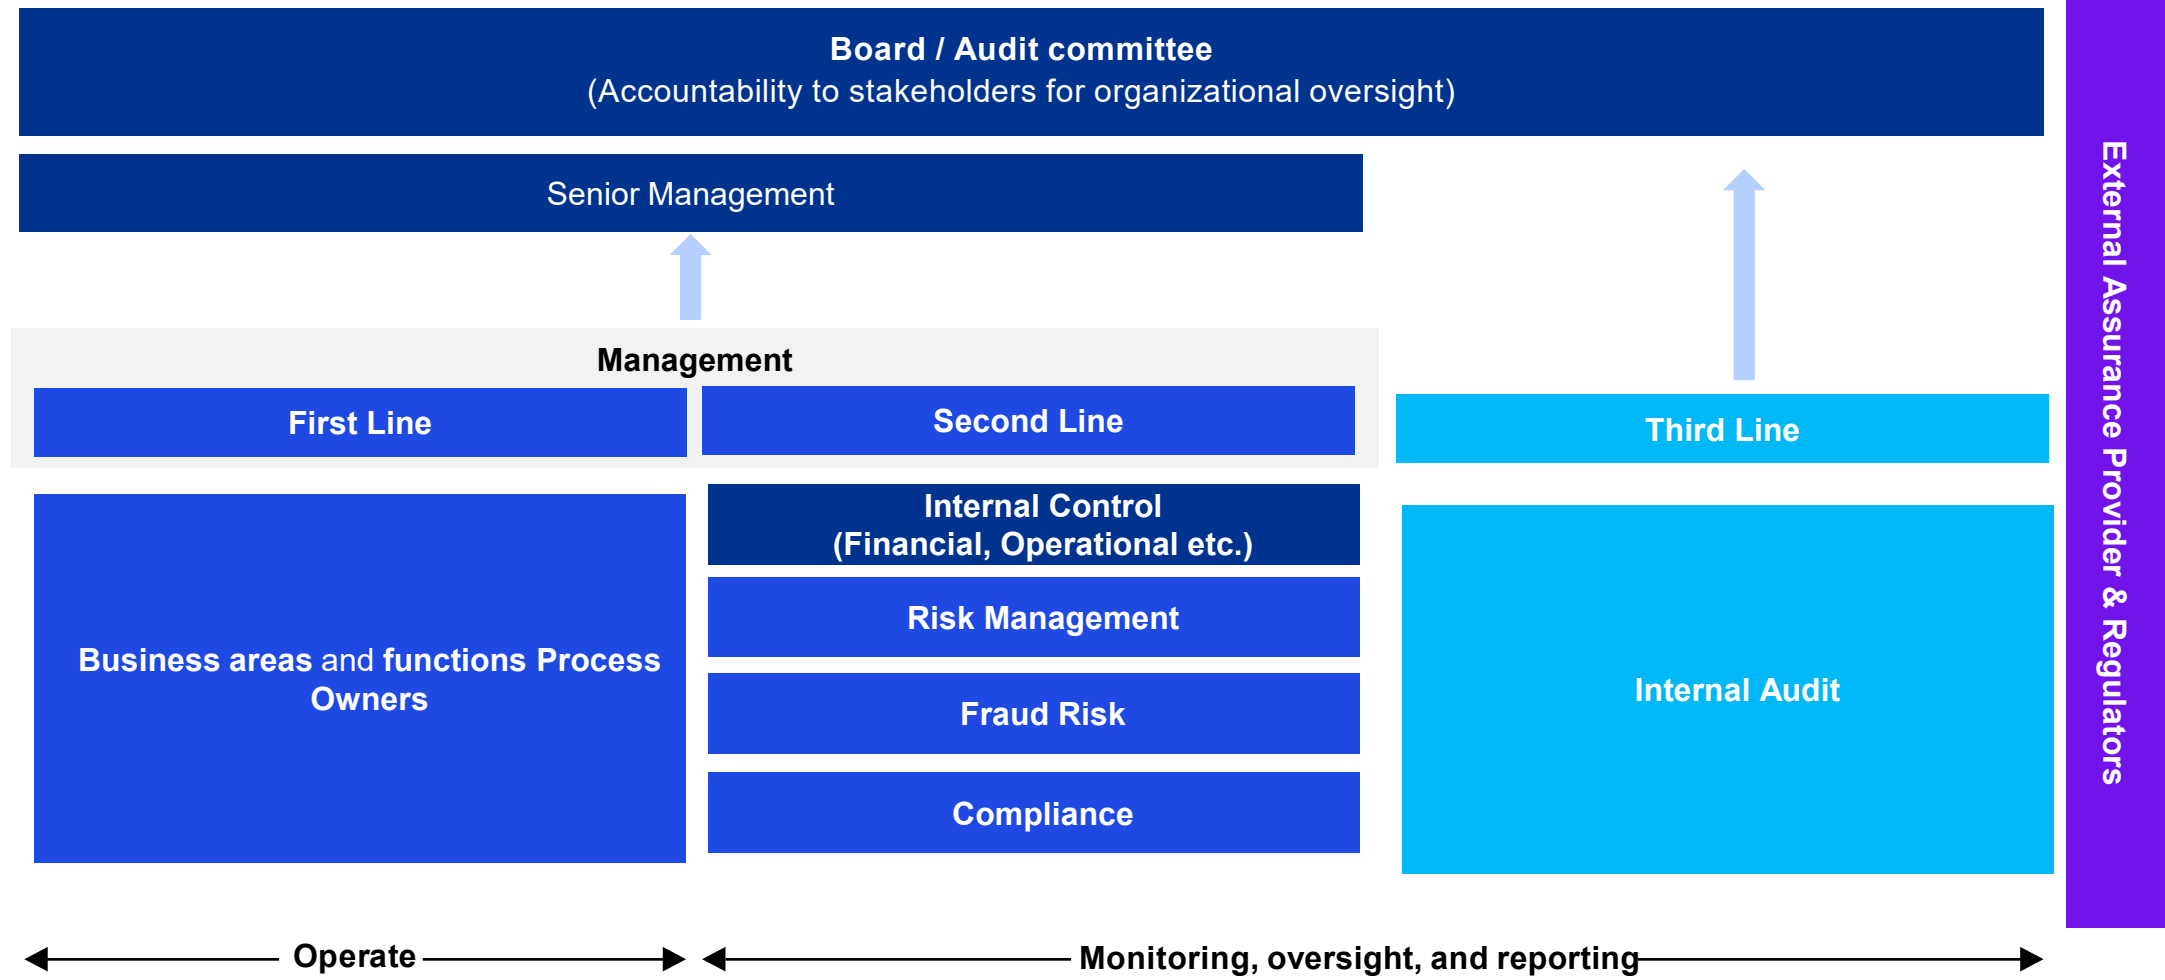 Board / Audit committee
(Accountability to stakeholders for organizational oversight)
Senior Management
Management
First Line
Second Line
Third Line
Business areas and functions Process
Owners
Internal Control
(Financial, Operational etc.)
Risk Management
Fraud Risk
Compliance
Internal Audit
External Assurance Provider & Regulators
Operate
Monitoring, oversight, and reporting